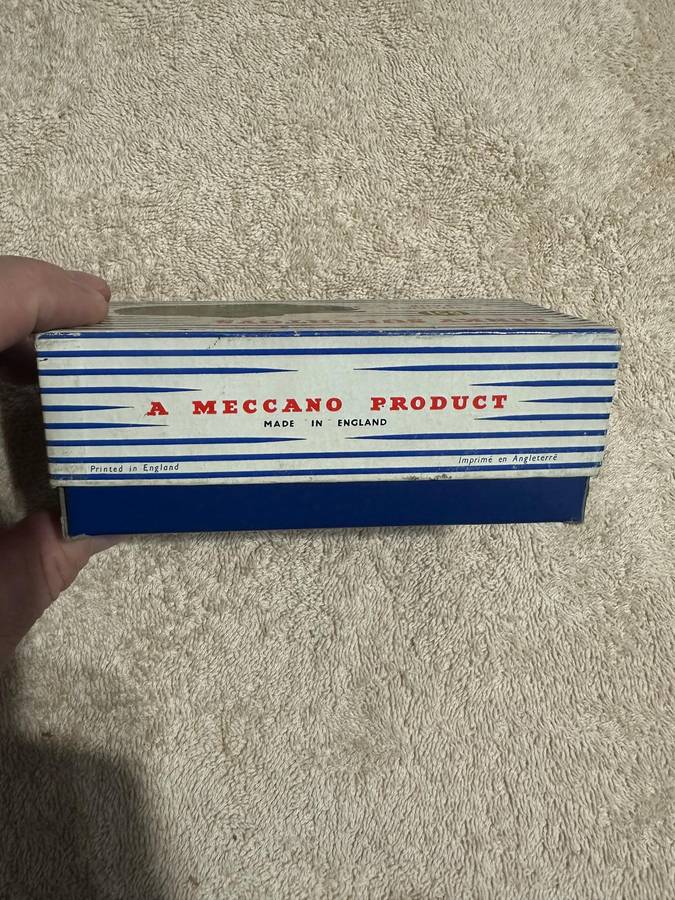 A MECCANO PRODUCT
MADE IN ENGLAND
Printed in England
Imprimé en Angleterre